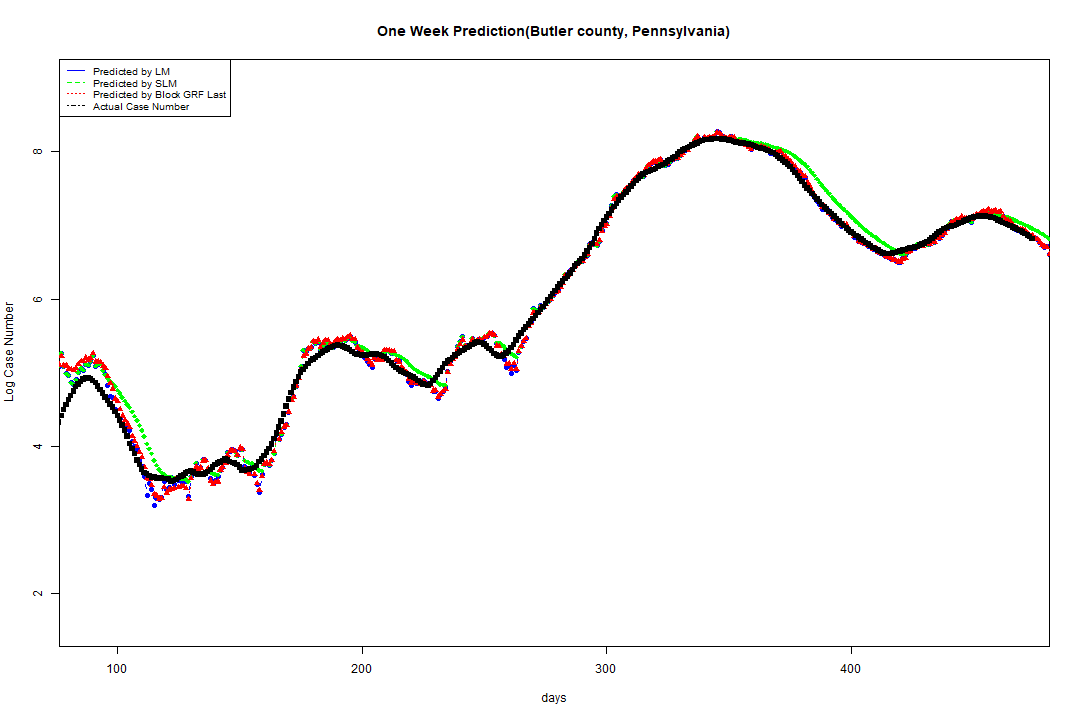 One Week Prediction(Butler county, Pennsylvania)
Predicted by LM
Predicted by SLM
Predicted by Block GRF Last
Actual Case Number
8
6
4
2
Log Case Number
100 200 300 400
days